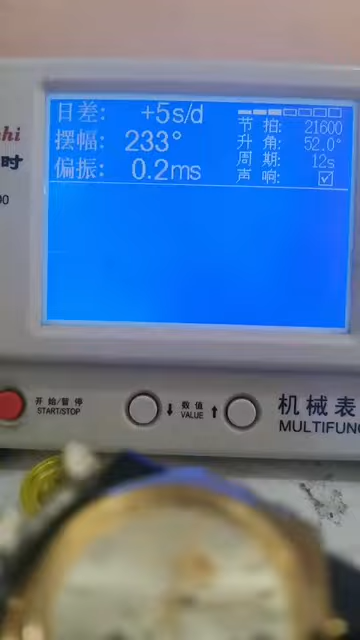 日差: +5s/d
摆幅: 233°
偏振: 0.2ms
节 拍: 21600
升 角: 52.0°
周 期: 12s
声 响: ☑
hi
时
开 始/暂 停
START/STOP
↓ 数 值 ↑
VALUE
机械表
MULTIFUNC